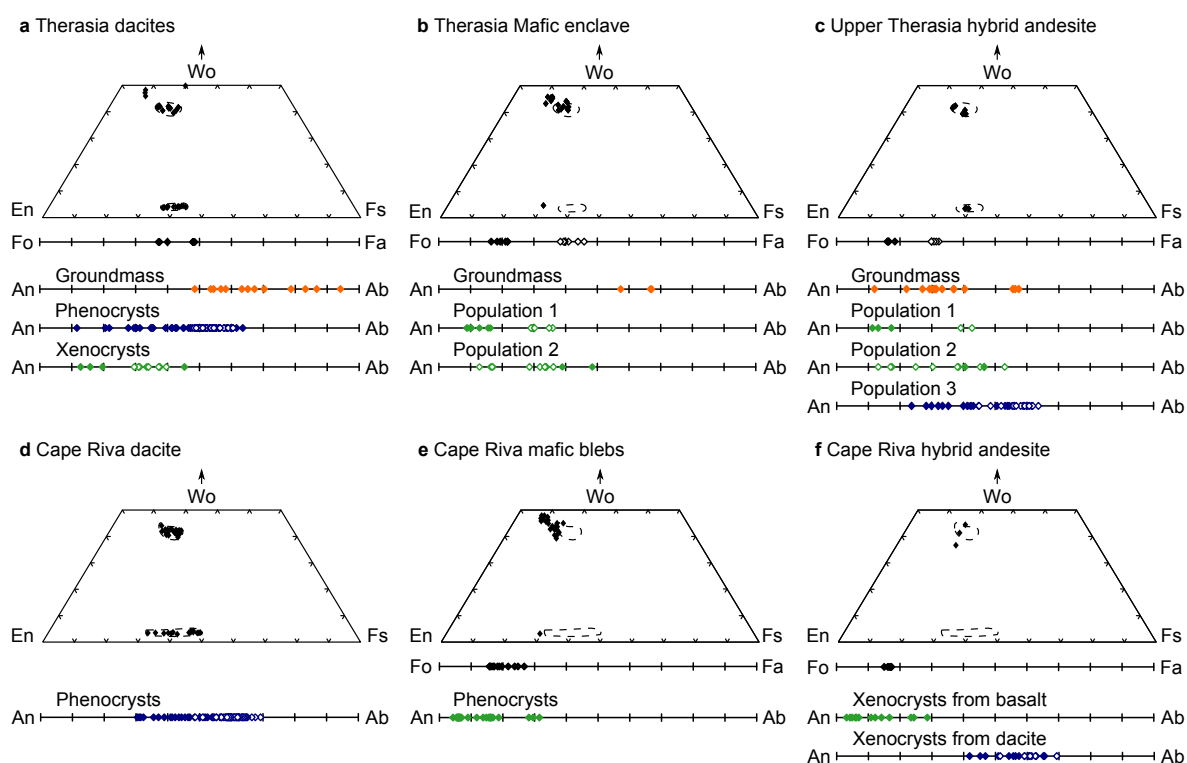 a Therasia dacites
Wo
En Fs
Fo Fa
Groundmass
An Ab
Phenocrysts
An Ab
Xenocrysts
An Ab
b Therasia Mafic enclave
Wo
En Fs
Fo Fa
Groundmass
An Ab
Population 1
An Ab
Population 2
An Ab
c Upper Therasia hybrid andesite
Wo
En Fs
Fo Fa
Groundmass
An Ab
Population 1
An Ab
Population 2
An Ab
Population 3
An Ab
d Cape Riva dacite
Wo
En Fs
Phenocrysts
An Ab
e Cape Riva mafic blebs
Wo
En Fs
Fo Fa
Phenocrysts
An Ab
f Cape Riva hybrid andesite
Wo
En Fs
Fo Fa
Xenocrysts from basalt
An Ab
Xenocrysts from dacite
An Ab